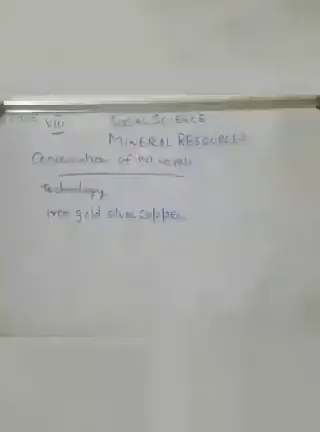 VIII SOCIAL SCIENCE
MINERAL RESOURCES
Conservation of Minerals
Technology
iron gold silver copper